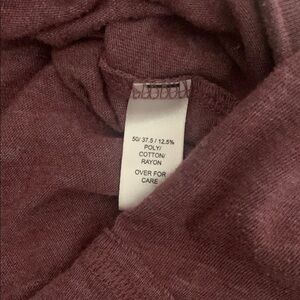 50/ 37.5 / 12.5%
POLY/
COTTON/
RAYON
OVER FOR
CARE